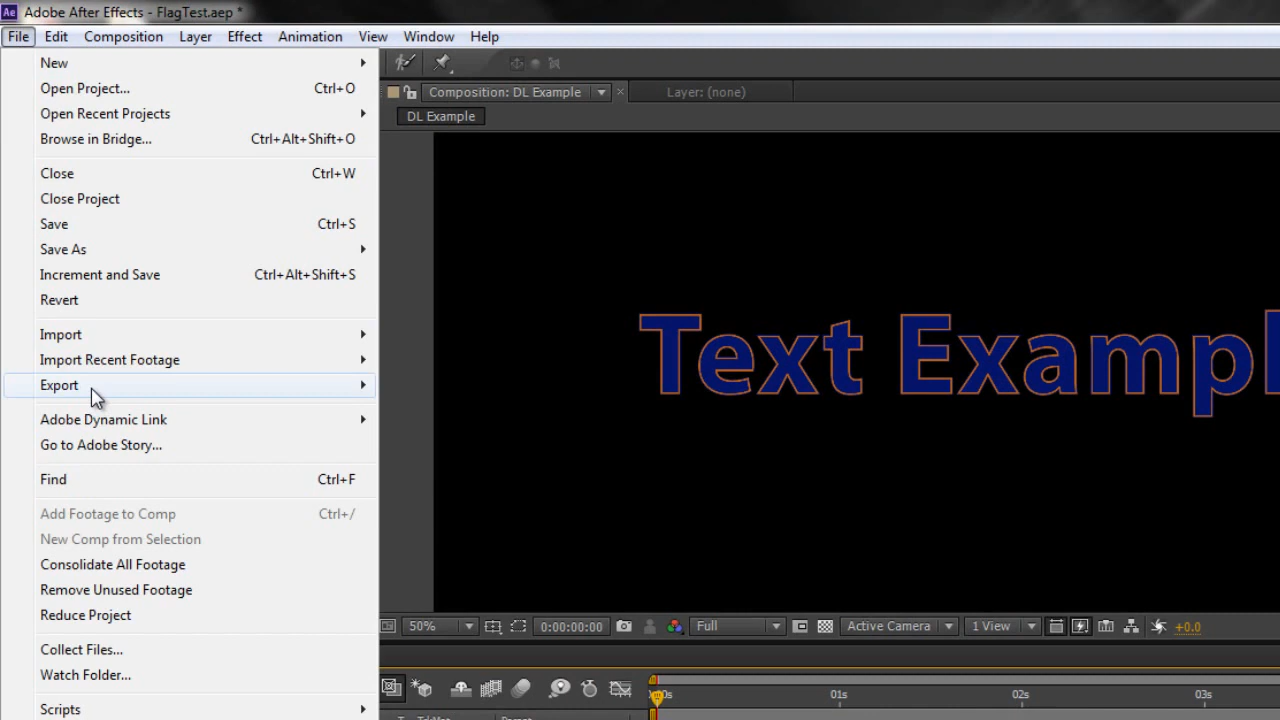 Ae Adobe After Effects - FlagTest.aep *
File Edit Composition Layer Effect Animation View Window Help
New
Open Project... Ctrl+O
Open Recent Projects
Browse in Bridge... Ctrl+Alt+Shift+O
Close Ctrl+W
Close Project
Save Ctrl+S
Save As
Increment and Save Ctrl+Alt+Shift+S
Revert
Import
Import Recent Footage
Export
Adobe Dynamic Link
Go to Adobe Story...
Find Ctrl+F
Add Footage to Comp Ctrl+/
New Comp from Selection
Consolidate All Footage
Remove Unused Footage
Reduce Project
Collect Files...
Watch Folder...
Scripts
Composition: DL Example × Layer: (none)
DL Example
Text Exampl
50% 0:00:00:00 Full Active Camera 1 View +0.0
01s 02s 03s